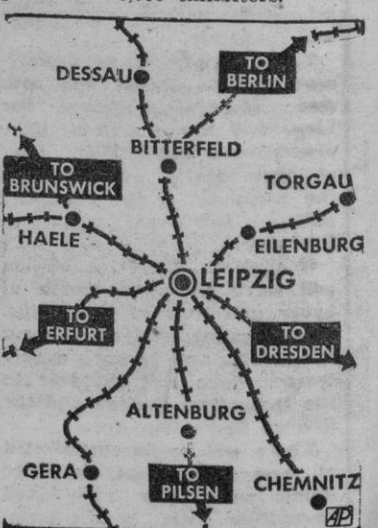 DESSAU
TO
BERLIN
BITTERFELD
TO
BRUNSWICK
TORGAU
HAELE
EILENBURG
LEIPZIG
TO
ERFURT
TO
DRESDEN
ALTENBURG
GERA
TO
PILSEN
CHEMNITZ
AP